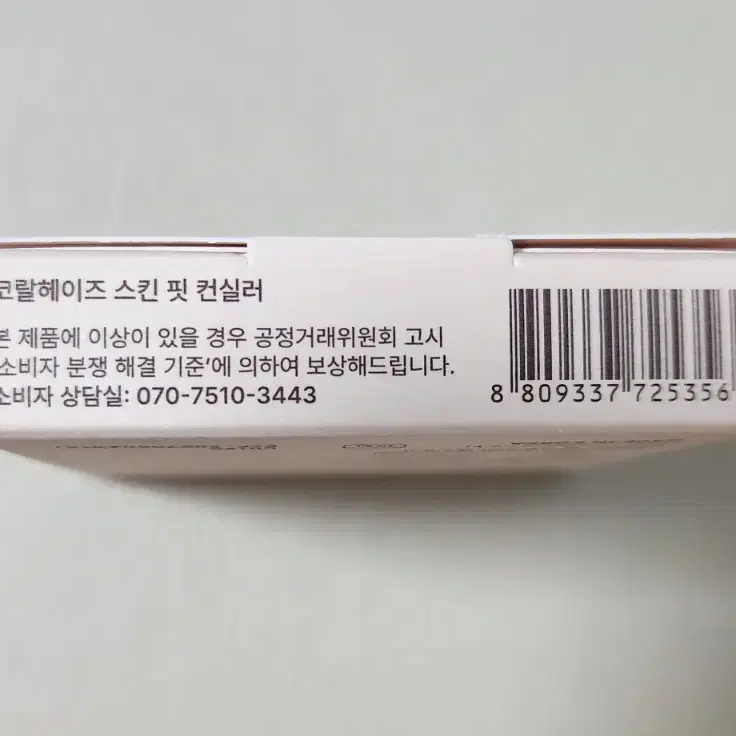 코랄헤이즈 스킨 핏 컨실러
본 제품에 이상이 있을 경우 공정거래위원회 고시
소비자 분쟁 해결 기준’에 의하여 보상해드립니다.
소비자 상담실: 070-7510-3443
8 809337 725356